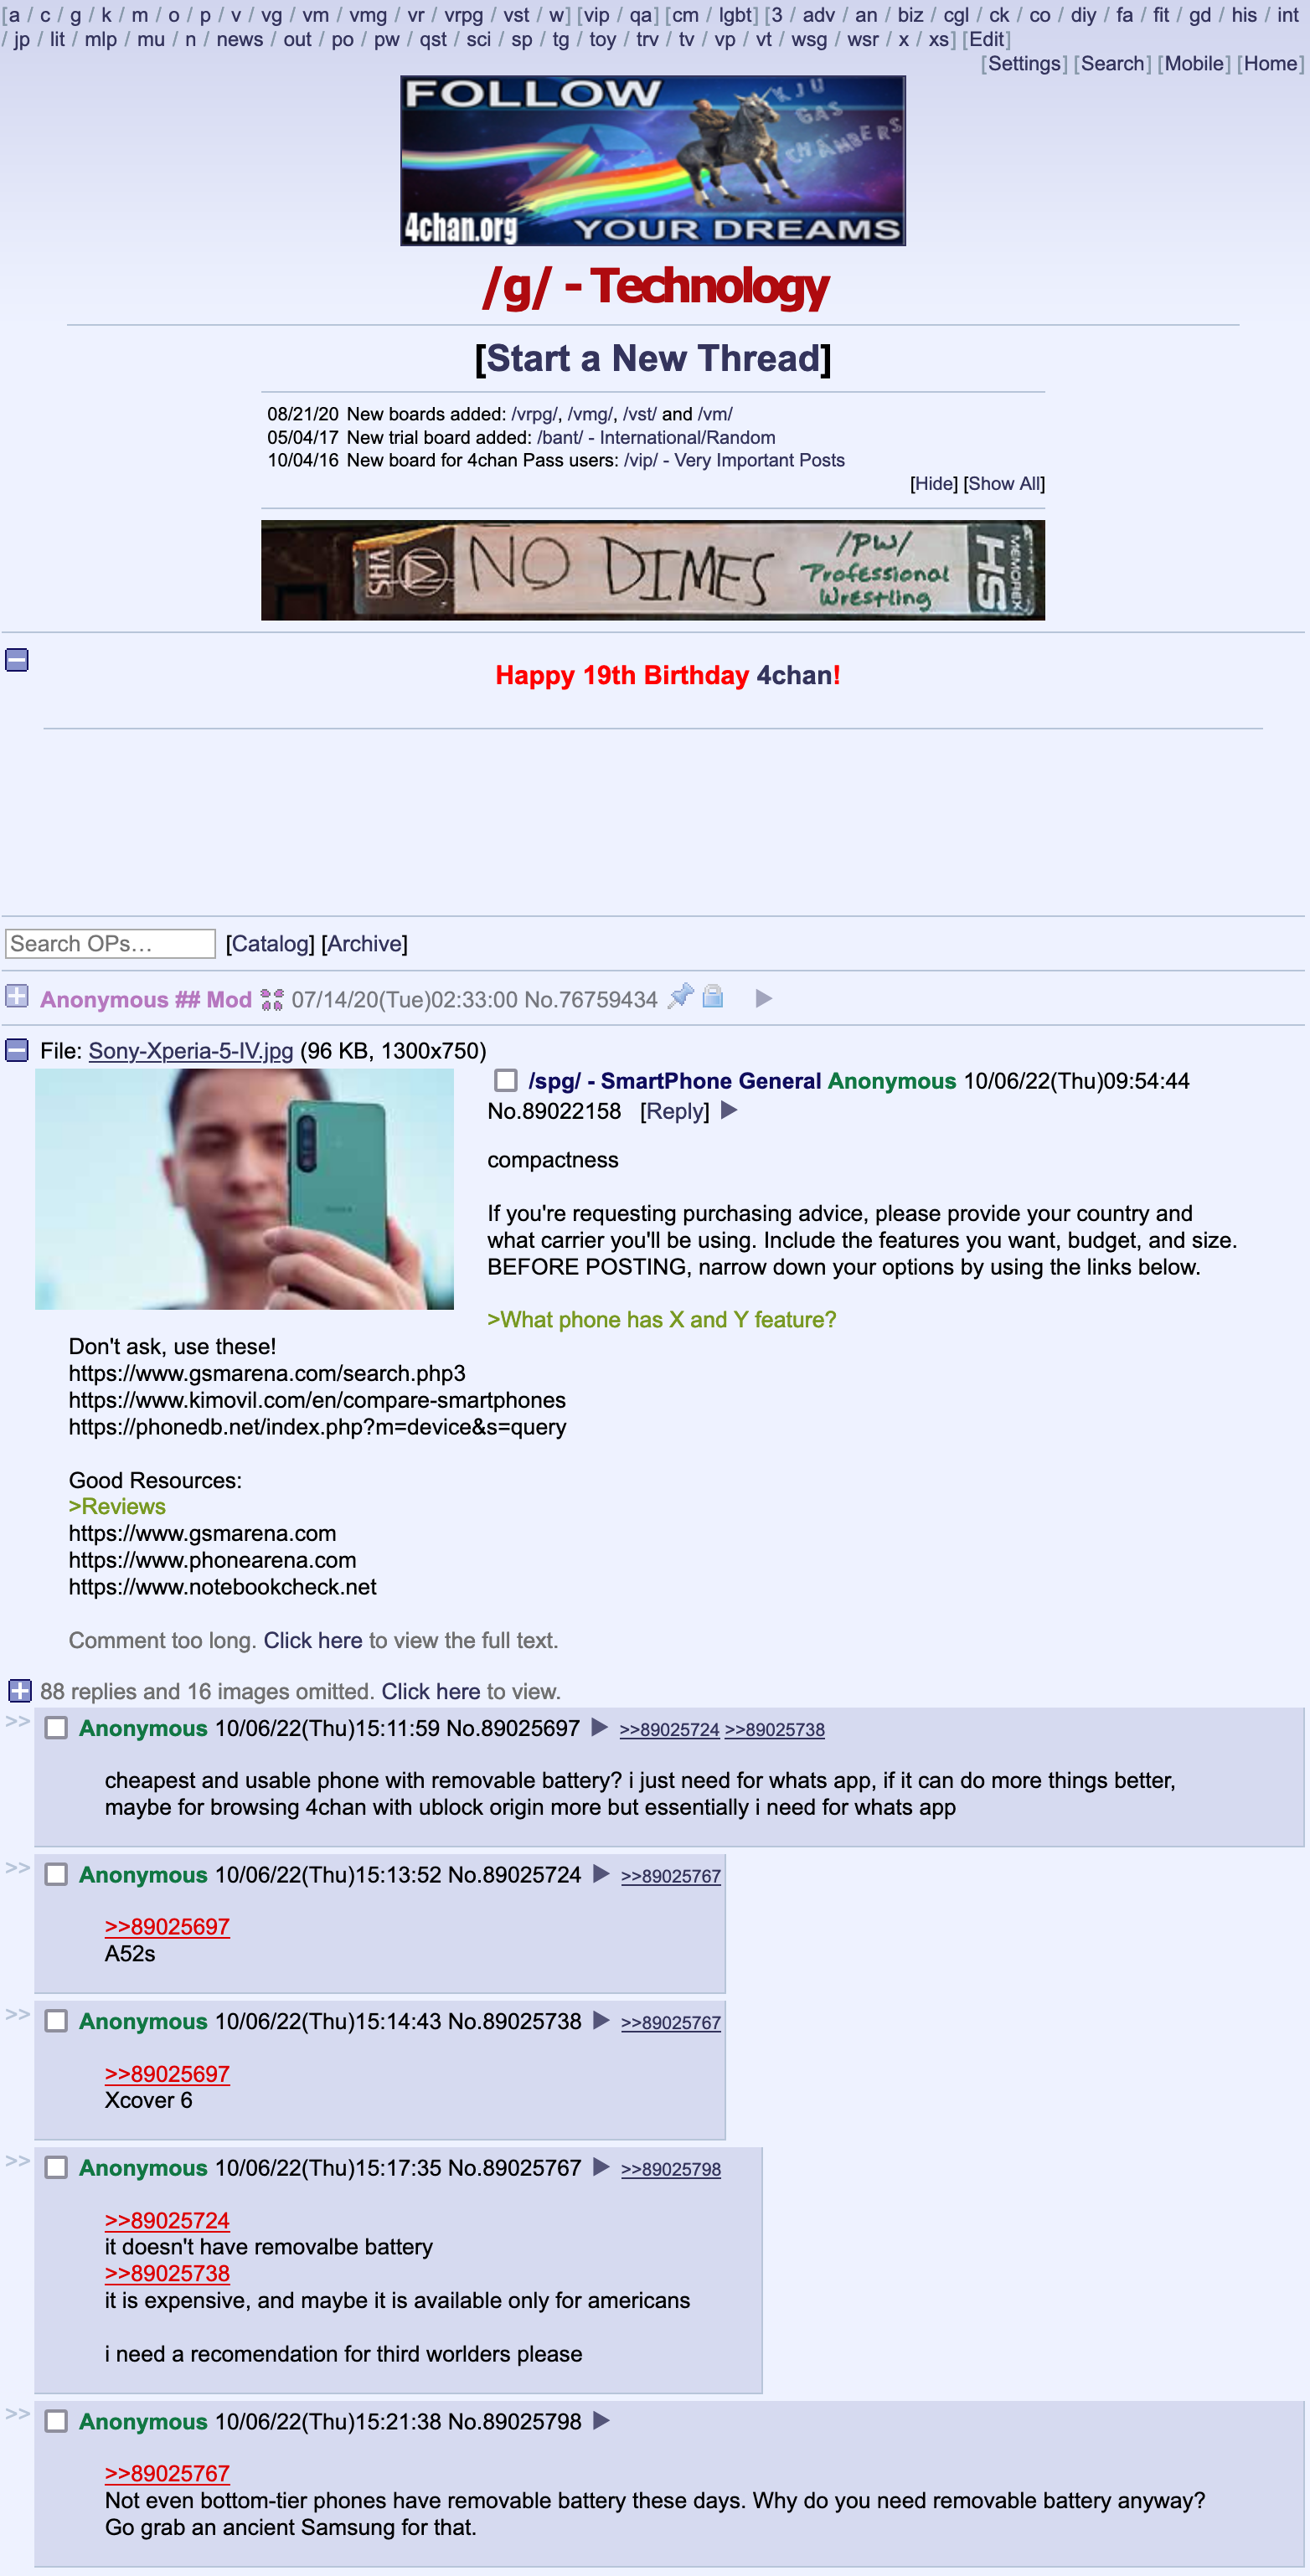 [a / c / g / k / m / o / p / v / vg / vm / vmg / vr / vrpg / vst / w] [vip / qa] [cm / lgbt] [3 / adv / an / biz / cgl / ck / co / diy / fa / fit / gd / his / int
/ jp / lit / mlp / mu / n / news / out / po / pw / qst / sci / sp / tg / toy / trv / tv / vp / vt / wsg / wsr / x / xs] [Edit]
[Settings] [Search] [Mobile] [Home]
FOLLOW
KJU
GAS
CHAMBERS
4chan.org
YOUR DREAMS
/g/ - Technology
[Start a New Thread]
08/21/20 New boards added: /vrpg/, /vmg/, /vst/ and /vm/
05/04/17 New trial board added: /bant/ - International/Random
10/04/16 New board for 4chan Pass users: /vip/ - Very Important Posts
[Hide] [Show All]
VHS
NO DIMES
/PW/
Professional
Wrestling
HS
MEMOREX
Happy 19th Birthday 4chan!
Search OPs…
[Catalog] [Archive]
Anonymous ## Mod 07/14/20(Tue)02:33:00 No.76759434
File: Sony-Xperia-5-IV.jpg (96 KB, 1300x750)
/spg/ - SmartPhone General Anonymous 10/06/22(Thu)09:54:44
No.89022158 [Reply]
compactness
If you're requesting purchasing advice, please provide your country and
what carrier you'll be using. Include the features you want, budget, and size.
BEFORE POSTING, narrow down your options by using the links below.
>What phone has X and Y feature?
Don't ask, use these!
https://www.gsmarena.com/search.php3
https://www.kimovil.com/en/compare-smartphones
https://phonedb.net/index.php?m=device&s=query
Good Resources:
>Reviews
https://www.gsmarena.com
https://www.phonearena.com
https://www.notebookcheck.net
Comment too long. Click here to view the full text.
88 replies and 16 images omitted. Click here to view.
>> Anonymous 10/06/22(Thu)15:11:59 No.89025697 >>89025724 >>89025738
cheapest and usable phone with removable battery? i just need for whats app, if it can do more things better,
maybe for browsing 4chan with ublock origin more but essentially i need for whats app
>> Anonymous 10/06/22(Thu)15:13:52 No.89025724 >>89025767
>>89025697
A52s
>> Anonymous 10/06/22(Thu)15:14:43 No.89025738 >>89025767
>>89025697
Xcover 6
>> Anonymous 10/06/22(Thu)15:17:35 No.89025767 >>89025798
>>89025724
it doesn't have removalbe battery
>>89025738
it is expensive, and maybe it is available only for americans
i need a recomendation for third worlders please
>> Anonymous 10/06/22(Thu)15:21:38 No.89025798
>>89025767
Not even bottom-tier phones have removable battery these days. Why do you need removable battery anyway?
Go grab an ancient Samsung for that.